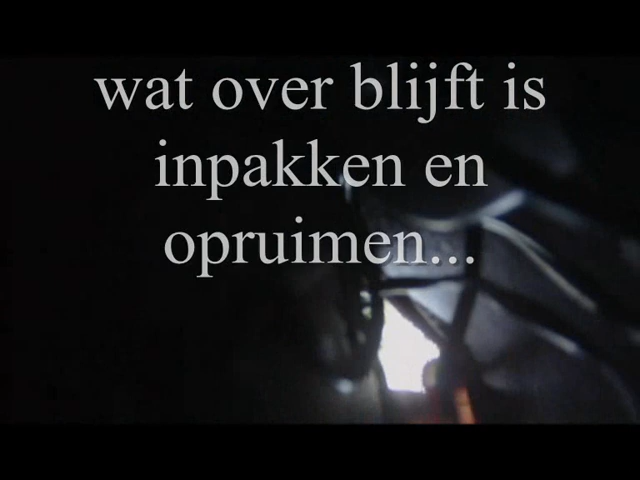 wat over blijft is
inpakken en
opruimen...